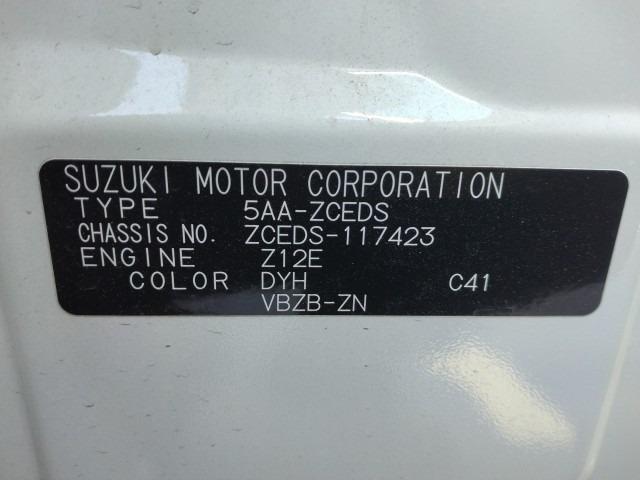 SUZUKI MOTOR CORPORATION
TYPE 5AA-ZCEDS
CHASSIS NO. ZCEDS-117423
ENGINE Z12E
COLOR DYH C41
VBZB-ZN